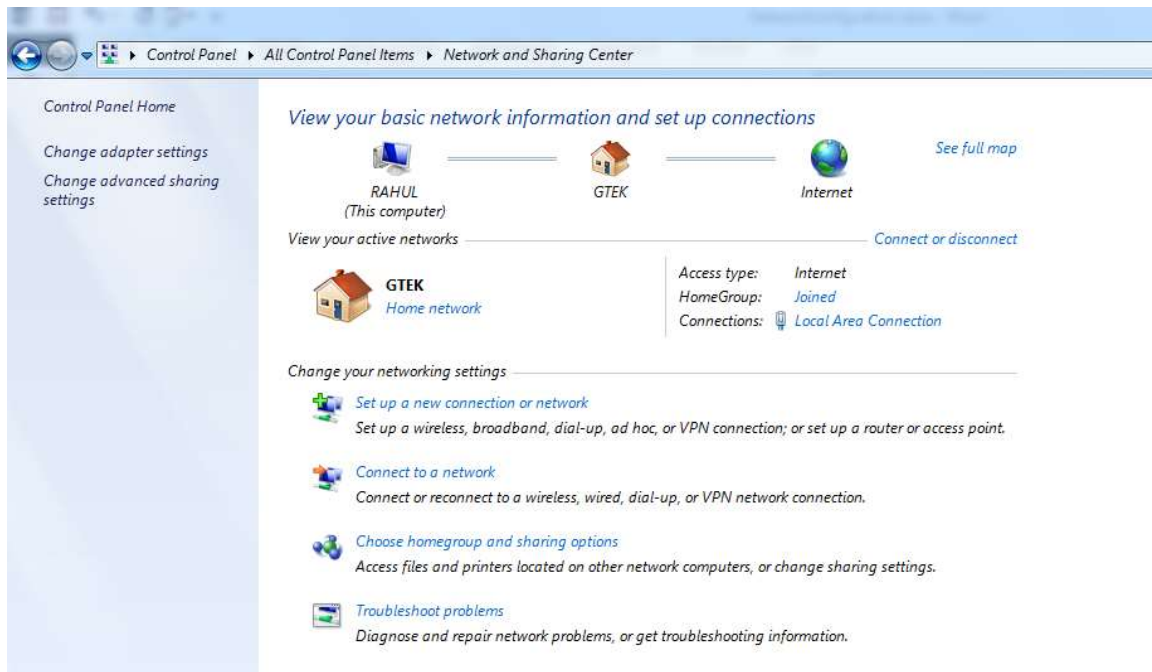 Control Panel ▸ All Control Panel Items ▸ Network and Sharing Center
Control Panel Home
Change adapter settings
Change advanced sharing
settings
View your basic network information and set up connections
See full map
RAHUL
(This computer)
GTEK
Internet
View your active networks
Connect or disconnect
GTEK
Home network
Access type: Internet
HomeGroup: Joined
Connections: Local Area Connection
Change your networking settings
Set up a new connection or network
Set up a wireless, broadband, dial-up, ad hoc, or VPN connection; or set up a router or access point.
Connect to a network
Connect or reconnect to a wireless, wired, dial-up, or VPN network connection.
Choose homegroup and sharing options
Access files and printers located on other network computers, or change sharing settings.
Troubleshoot problems
Diagnose and repair network problems, or get troubleshooting information.